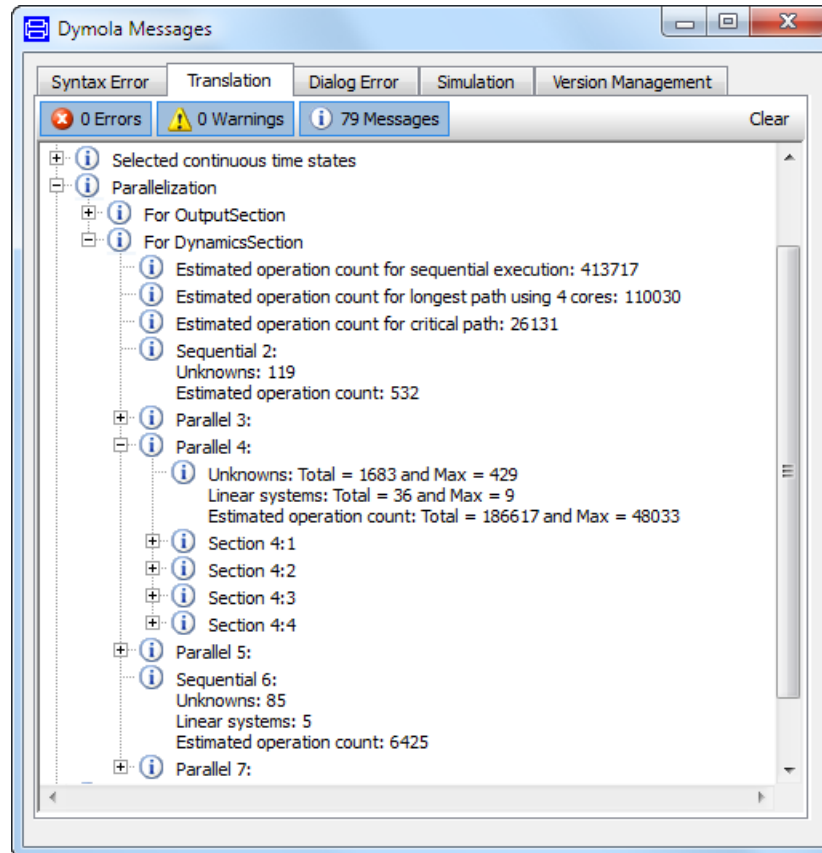 Dymola Messages
Syntax Error Translation Dialog Error Simulation Version Management
0 Errors 0 Warnings 79 Messages Clear
Selected continuous time states
Parallelization
For OutputSection
For DynamicsSection
Estimated operation count for sequential execution: 413717
Estimated operation count for longest path using 4 cores: 110030
Estimated operation count for critical path: 26131
Sequential 2:
Unknowns: 119
Estimated operation count: 532
Parallel 3:
Parallel 4:
Unknowns: Total = 1683 and Max = 429
Linear systems: Total = 36 and Max = 9
Estimated operation count: Total = 186617 and Max = 48033
Section 4:1
Section 4:2
Section 4:3
Section 4:4
Parallel 5:
Sequential 6:
Unknowns: 85
Linear systems: 5
Estimated operation count: 6425
Parallel 7: